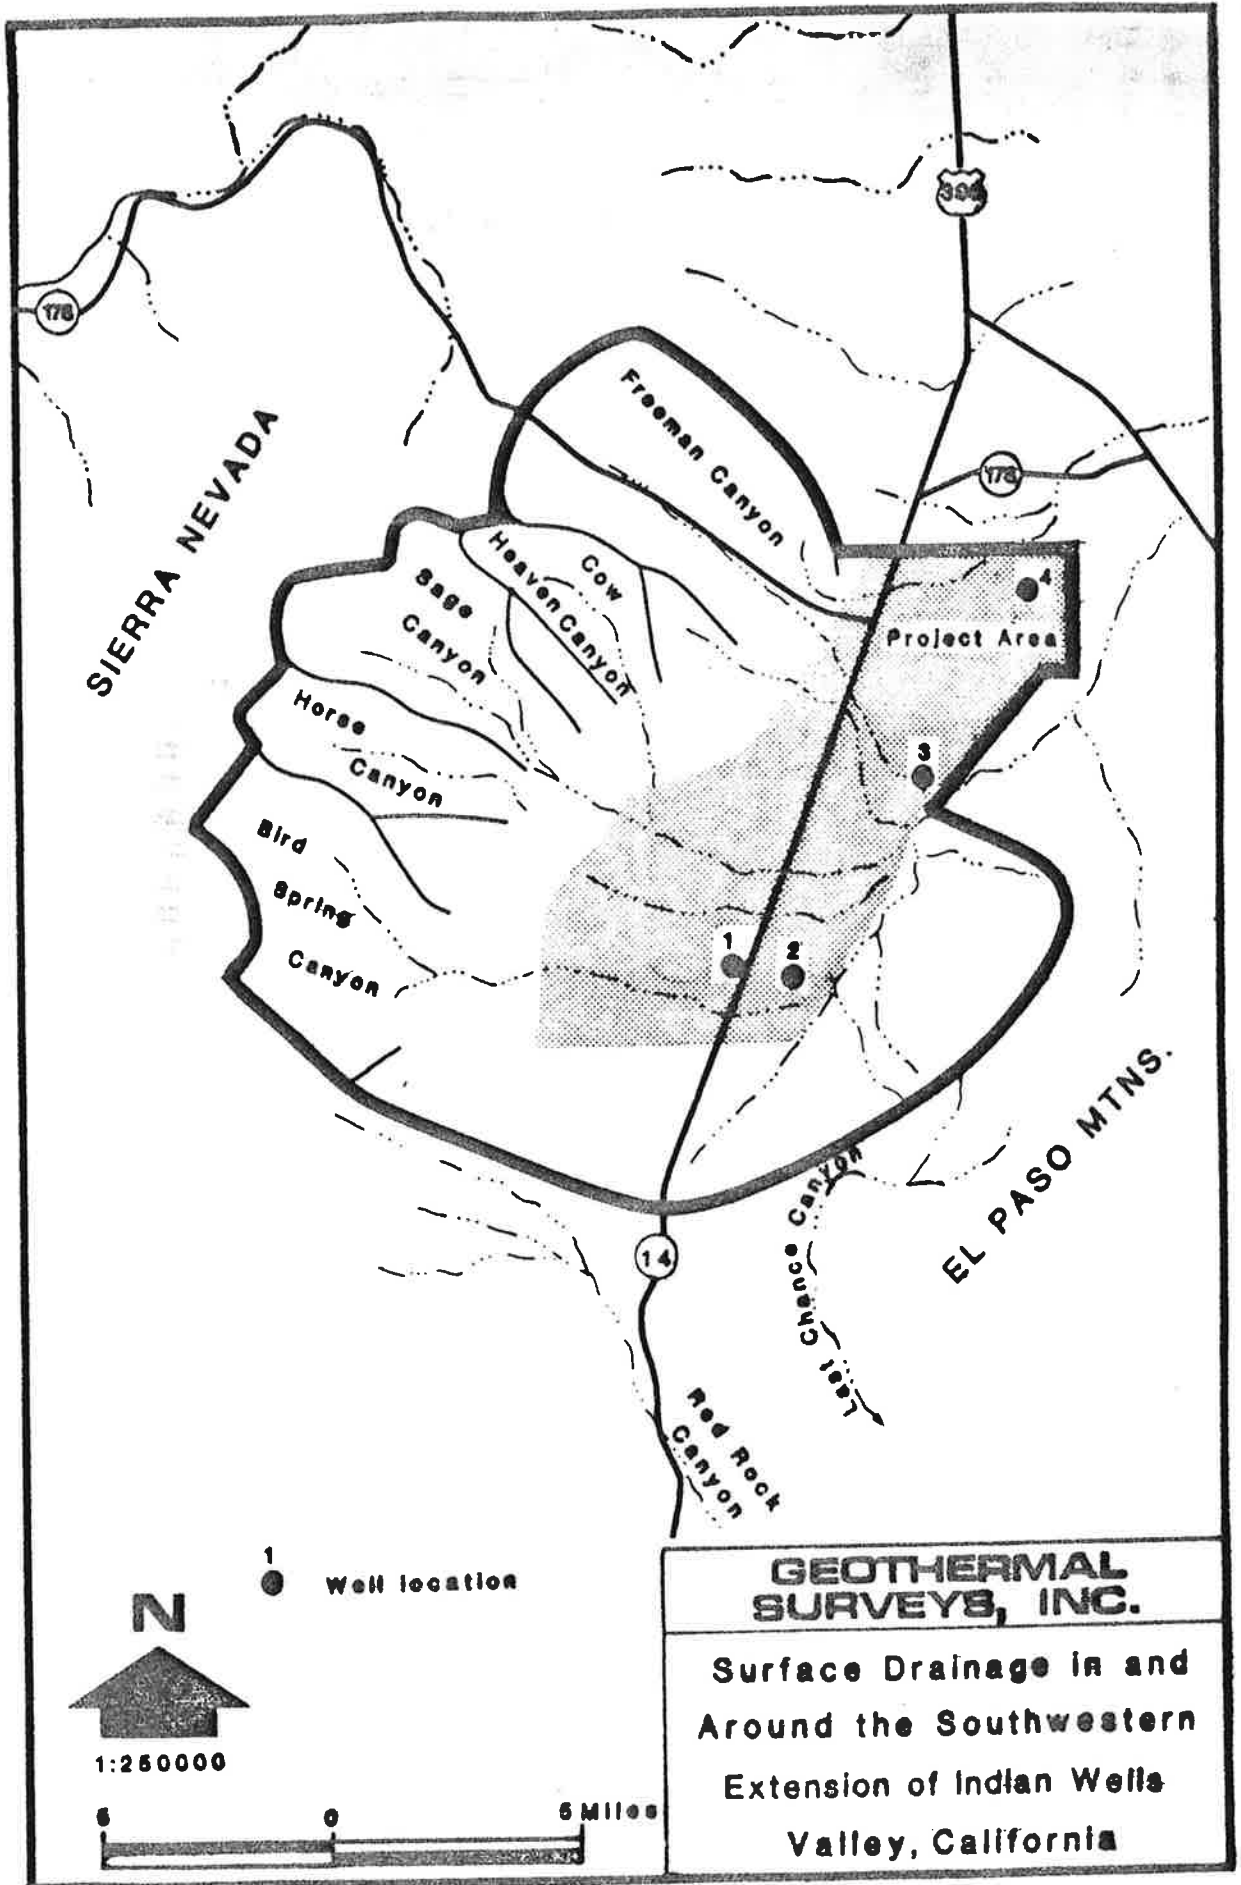 395
178
Freeman Canyon
178
SIERRA NEVADA
Heaven Canyon
Cow
Sage
Canyon
4
Project Area
Horse
Canyon
3
Bird
Spring
Canyon
1
2
EL PASO MTNS.
Last Chance Canyon
14
Red Rock
Canyon
1
Well location
N
1:250000
5 0 5 Miles
GEOTHERMAL
SURVEYS, INC.
Surface Drainage in and
Around the Southwestern
Extension of Indian Wells
Valley, California